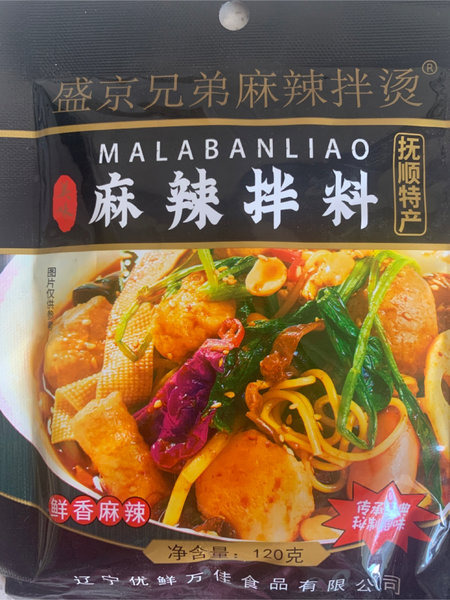 盛京兄弟麻辣拌烫®
MALABANLIAO
麻辣拌料
抚顺特产
图片仅供参考
鲜香麻辣
净含量：120克
辽宁优鲜万佳食品有限公司